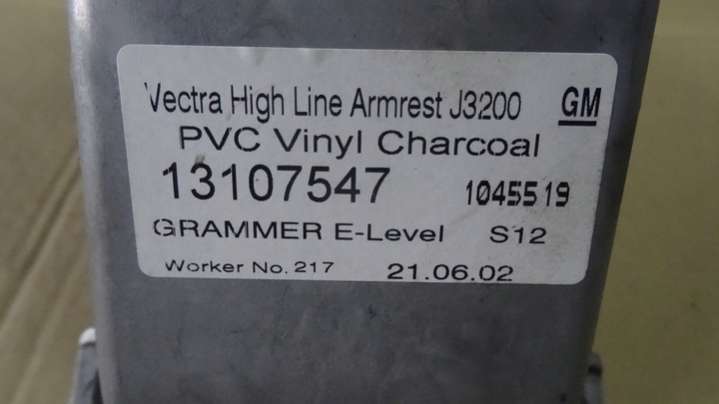 Vectra High Line Armrest J3200 GM
PVC Vinyl Charcoal
13107547 1045519
GRAMMER E-Level S12
Worker No. 217 21.06.02